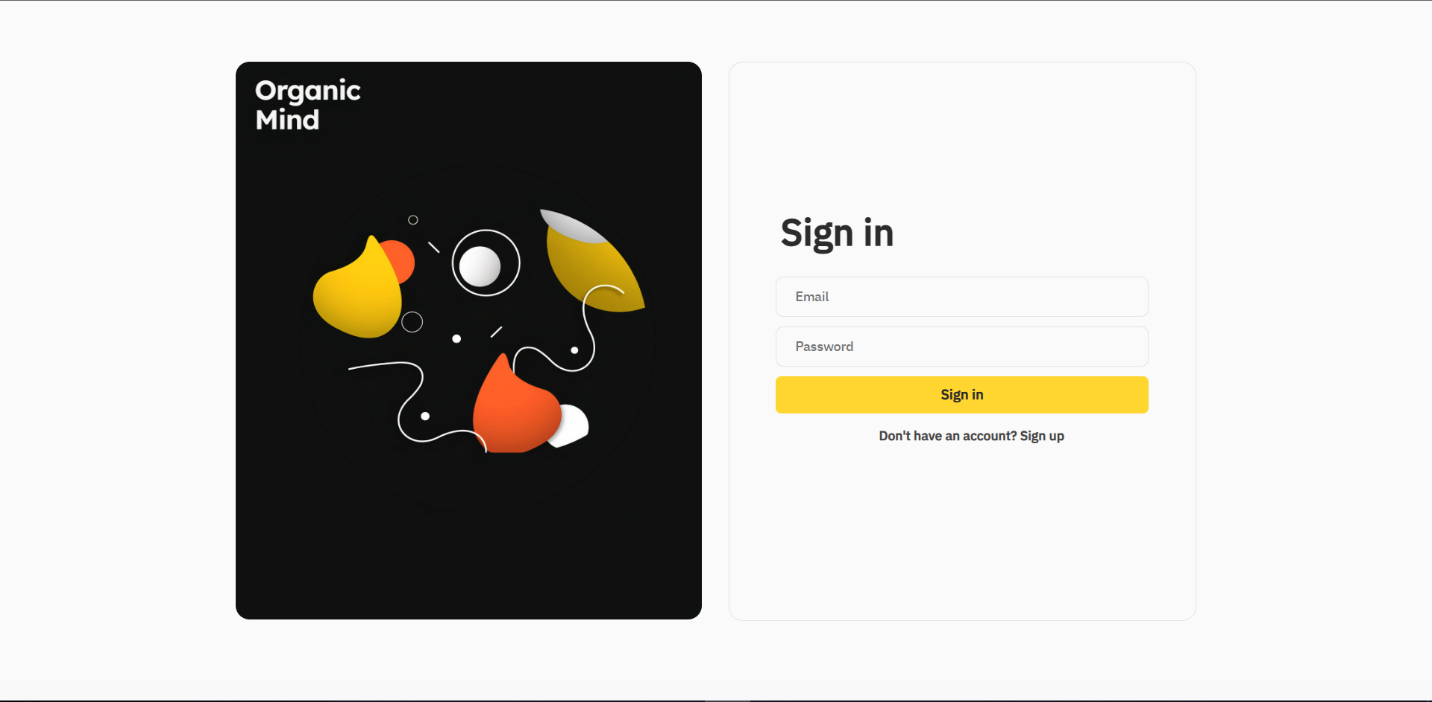 Organic
Mind
Sign in
Email
Password
Sign in
Don't have an account? Sign up